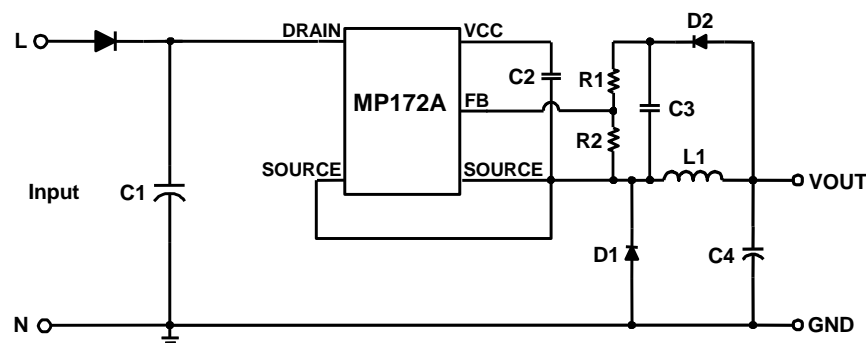 L
DRAIN
VCC
D2
MP172A
C2
R1
C3
FB
R2
L1
SOURCE
SOURCE
VOUT
Input
C1
D1
C4
N
GND